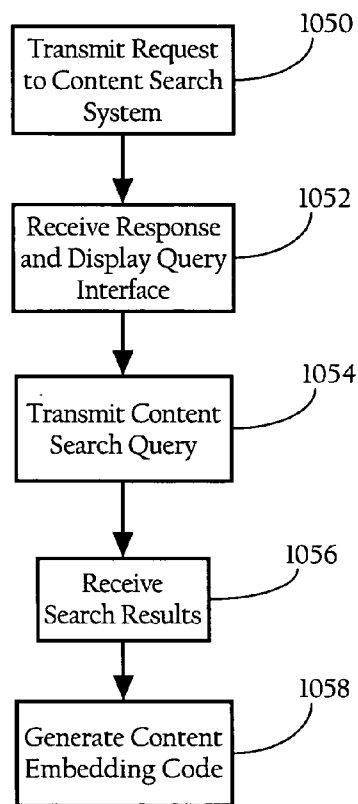 1050
Transmit Request
to Content Search
System
1052
Receive Response
and Display Query
Interface
1054
Transmit Content
Search Query
1056
Receive
Search Results
1058
Generate Content
Embedding Code